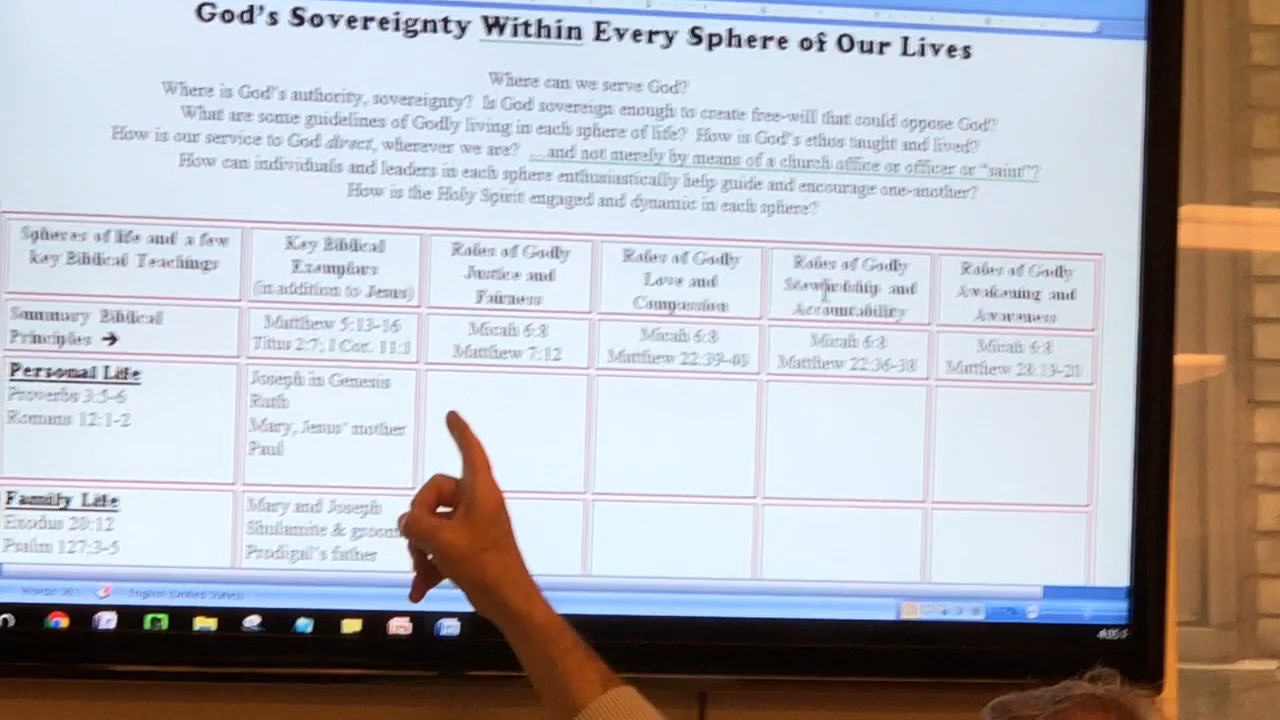 God's Sovereignty Within Every Sphere of Our Lives
Where can we serve God?
Where is God's authority, sovereignty? Is God sovereign enough to create free-will that could oppose God?
What are some guidelines of Godly living in each sphere of life? How is God's ethos taught and lived?
How is our service to God direct, wherever we are? ...and not merely by means of a church office or officer or "saint"?
How can individuals and leaders in each sphere enthusiastically help guide and encourage one-another?
How is the Holy Spirit engaged and dynamic in each sphere?
Spheres of life and a few
key Biblical Teachings
Key Biblical
Exemplars
(in addition to Jesus)
Roles of Godly
Justice and
Fairness
Roles of Godly
Love and
Compassion
Roles of Godly
Stewardship and
Accountability
Roles of Godly
Awakening and
Awareness
Summary Biblical
Principles →
Matthew 5:13-16
Titus 2:7; 1 Cor. 11:1
Micah 6:8
Matthew 7:12
Micah 6:8
Matthew 22:39-40
Micah 6:8
Matthew 22:36-38
Micah 6:8
Matthew 28:19-20
Personal Life
Proverbs 3:5-6
Romans 12:1-2
Joseph in Genesis
Ruth
Mary, Jesus' mother
Paul
Family Life
Exodus 20:12
Psalm 127:3-5
Mary and Joseph
Shulamite & groom
Prodigal's father
English (United States)